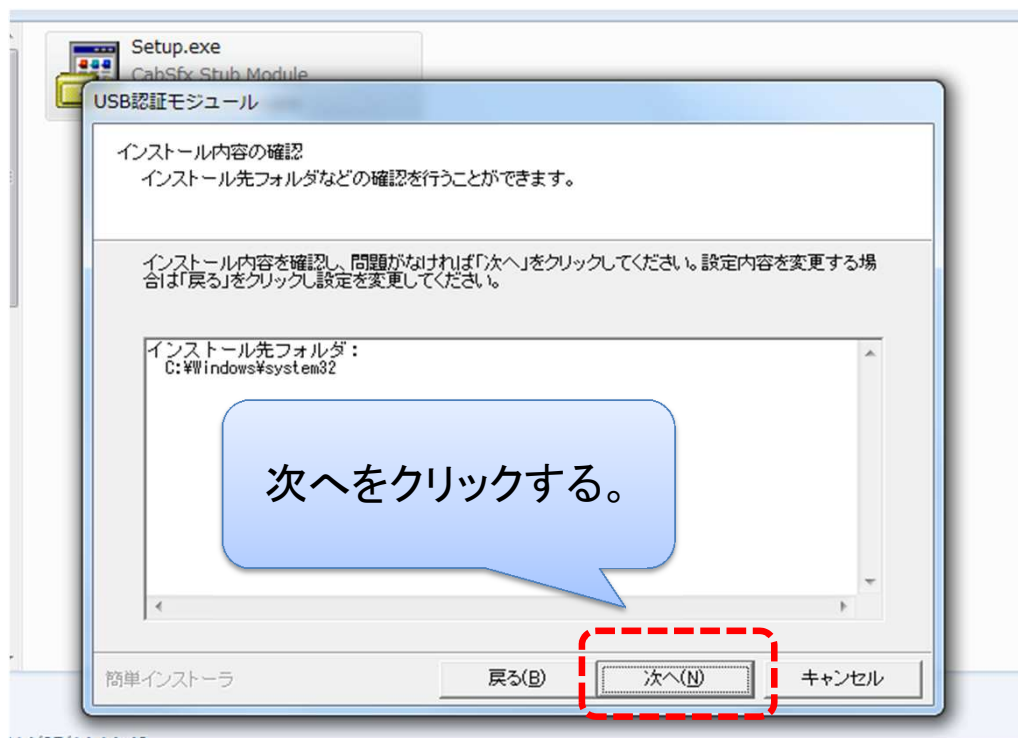 Setup.exe
CabSfx Stub Module
USB認証モジュール
インストール内容の確認
インストール先フォルダなどの確認を行うことができます。
インストール内容を確認し、問題がなければ「次へ」をクリックしてください。設定内容を変更する場
合は「戻る」をクリックし設定を変更してください。
インストール先フォルダ:
C:¥Windows¥system32
次へをクリックする。
簡単インストーラ
戻る(B)
次へ(N)
キャンセル